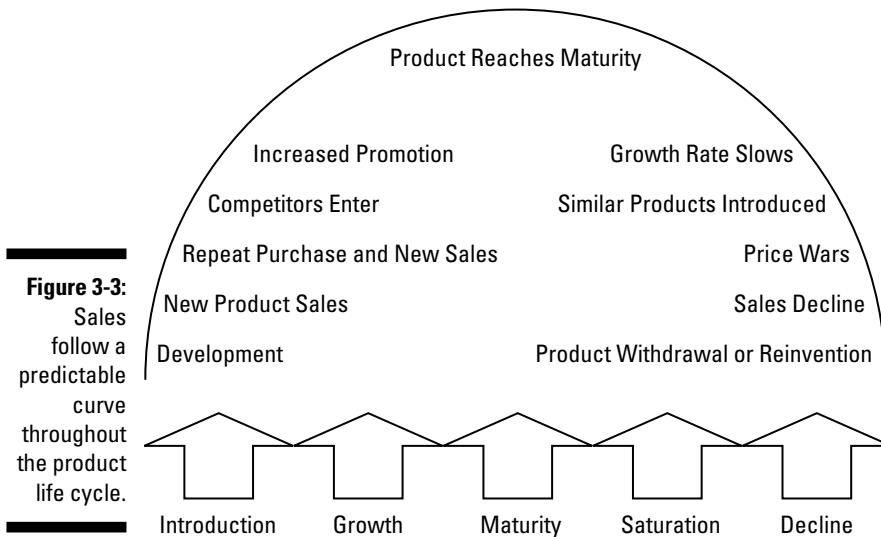 Product Reaches Maturity
Increased Promotion
Growth Rate Slows
Competitors Enter
Similar Products Introduced
Repeat Purchase and New Sales
Price Wars
New Product Sales
Sales Decline
Development
Product Withdrawal or Reinvention
Figure 3-3:
Sales
follow a
predictable
curve
throughout
the product
life cycle.
Introduction
Growth
Maturity
Saturation
Decline